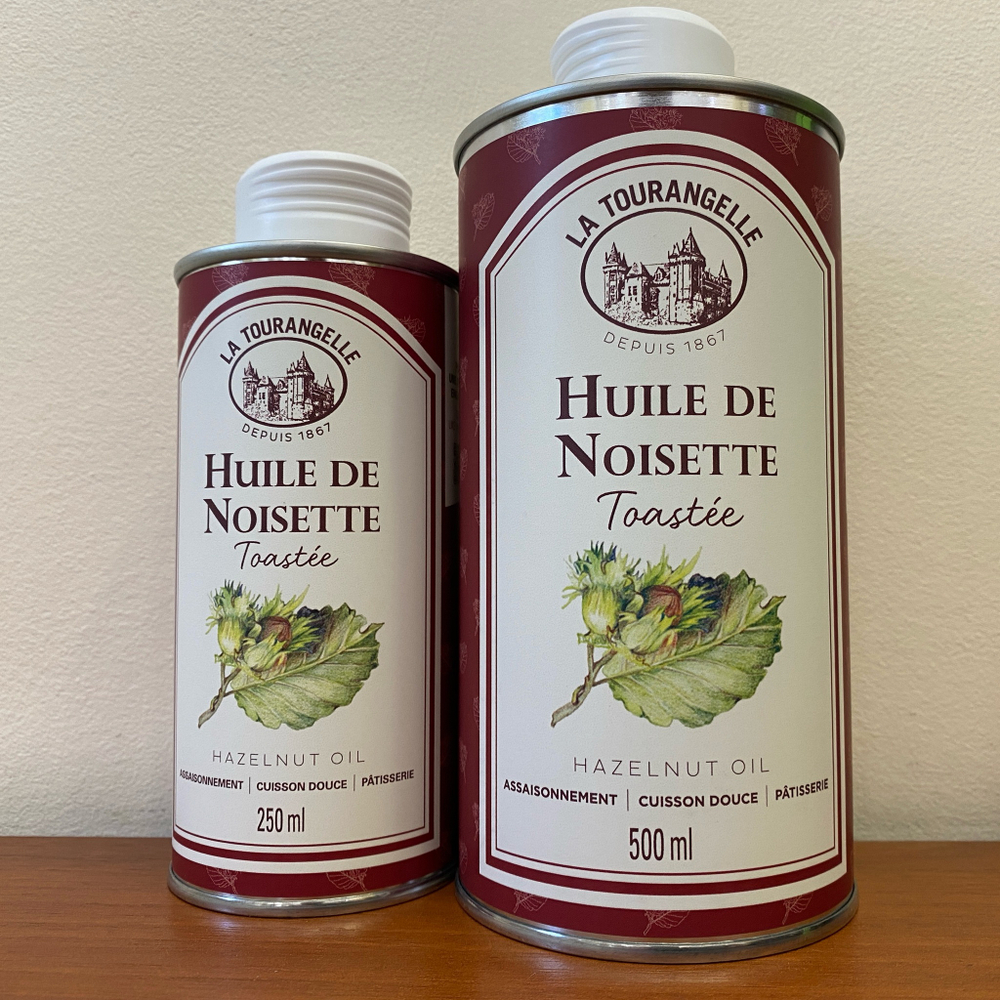 LA TOURANGELLE
DEPUIS 1867
HUILE DE
NOISETTE
Toastée
HAZELNUT OIL
ASSAISONNEMENT | CUISSON DOUCE | PÂTISSERIE
250 ml
LA TOURANGELLE
DEPUIS 1867
HUILE DE
NOISETTE
Toastée
HAZELNUT OIL
ASSAISONNEMENT | CUISSON DOUCE | PÂTISSERIE
500 ml